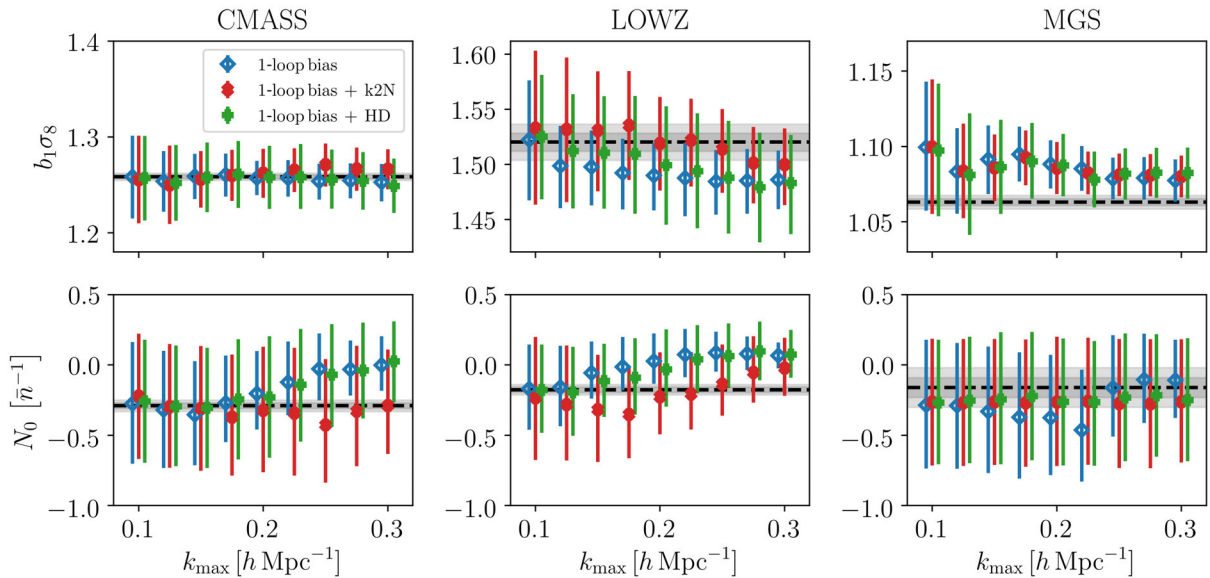 CMASS
LOWZ
MGS
1.4
1.3
1.2
b₁σ₈
1-loop bias
1-loop bias + k2N
1-loop bias + HD
1.60
1.55
1.50
1.45
1.15
1.10
1.05
0.5
0.0
−0.5
−1.0
N₀ [n̄⁻¹]
0.5
0.0
−0.5
−1.0
0.5
0.0
−0.5
−1.0
0.1 0.2 0.3
0.1 0.2 0.3
0.1 0.2 0.3
k_max [h Mpc⁻¹]
k_max [h Mpc⁻¹]
k_max [h Mpc⁻¹]